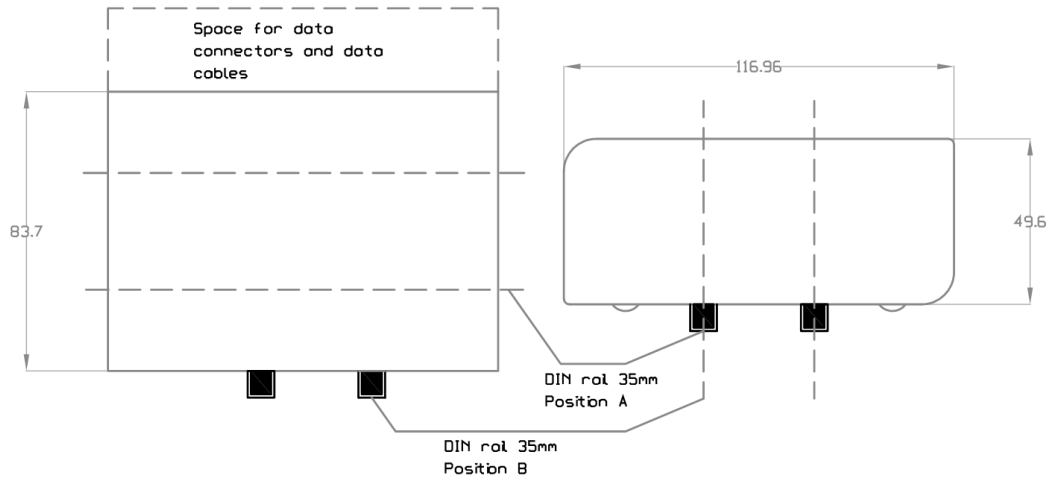 Space for data
connectors and data
cables
116.96
83.7
49.6
DIN rail 35mm
Position A
DIN rail 35mm
Position B